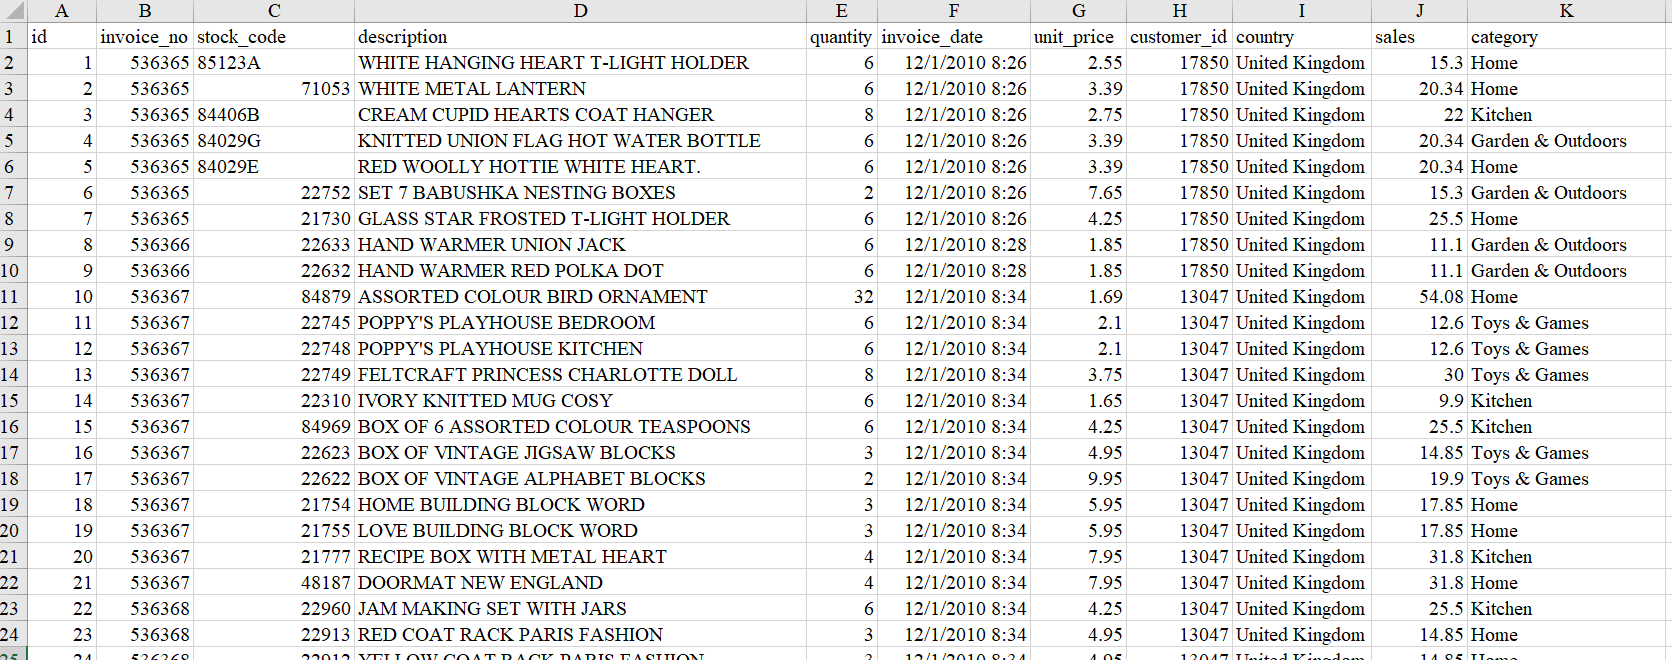 A B C D E F G H I J K
1 id invoice_no stock_code description quantity invoice_date unit_price customer_id country sales category
2 1 536365 85123A WHITE HANGING HEART T-LIGHT HOLDER 6 12/1/2010 8:26 2.55 17850 United Kingdom 15.3 Home
3 2 536365 71053 WHITE METAL LANTERN 6 12/1/2010 8:26 3.39 17850 United Kingdom 20.34 Home
4 3 536365 84406B CREAM CUPID HEARTS COAT HANGER 8 12/1/2010 8:26 2.75 17850 United Kingdom 22 Kitchen
5 4 536365 84029G KNITTED UNION FLAG HOT WATER BOTTLE 6 12/1/2010 8:26 3.39 17850 United Kingdom 20.34 Garden & Outdoors
6 5 536365 84029E RED WOOLLY HOTTIE WHITE HEART. 6 12/1/2010 8:26 3.39 17850 United Kingdom 20.34 Home
7 6 536365 22752 SET 7 BABUSHKA NESTING BOXES 2 12/1/2010 8:26 7.65 17850 United Kingdom 15.3 Garden & Outdoors
8 7 536365 21730 GLASS STAR FROSTED T-LIGHT HOLDER 6 12/1/2010 8:26 4.25 17850 United Kingdom 25.5 Home
9 8 536366 22633 HAND WARMER UNION JACK 6 12/1/2010 8:28 1.85 17850 United Kingdom 11.1 Garden & Outdoors
10 9 536366 22632 HAND WARMER RED POLKA DOT 6 12/1/2010 8:28 1.85 17850 United Kingdom 11.1 Garden & Outdoors
11 10 536367 84879 ASSORTED COLOUR BIRD ORNAMENT 32 12/1/2010 8:34 1.69 13047 United Kingdom 54.08 Home
12 11 536367 22745 POPPY'S PLAYHOUSE BEDROOM 6 12/1/2010 8:34 2.1 13047 United Kingdom 12.6 Toys & Games
13 12 536367 22748 POPPY'S PLAYHOUSE KITCHEN 6 12/1/2010 8:34 2.1 13047 United Kingdom 12.6 Toys & Games
14 13 536367 22749 FELTCRAFT PRINCESS CHARLOTTE DOLL 8 12/1/2010 8:34 3.75 13047 United Kingdom 30 Toys & Games
15 14 536367 22310 IVORY KNITTED MUG COSY 6 12/1/2010 8:34 1.65 13047 United Kingdom 9.9 Kitchen
16 15 536367 84969 BOX OF 6 ASSORTED COLOUR TEASPOONS 6 12/1/2010 8:34 4.25 13047 United Kingdom 25.5 Kitchen
17 16 536367 22623 BOX OF VINTAGE JIGSAW BLOCKS 3 12/1/2010 8:34 4.95 13047 United Kingdom 14.85 Toys & Games
18 17 536367 22622 BOX OF VINTAGE ALPHABET BLOCKS 2 12/1/2010 8:34 9.95 13047 United Kingdom 19.9 Toys & Games
19 18 536367 21754 HOME BUILDING BLOCK WORD 3 12/1/2010 8:34 5.95 13047 United Kingdom 17.85 Home
20 19 536367 21755 LOVE BUILDING BLOCK WORD 3 12/1/2010 8:34 5.95 13047 United Kingdom 17.85 Home
21 20 536367 21777 RECIPE BOX WITH METAL HEART 4 12/1/2010 8:34 7.95 13047 United Kingdom 31.8 Kitchen
22 21 536367 48187 DOORMAT NEW ENGLAND 4 12/1/2010 8:34 7.95 13047 United Kingdom 31.8 Home
23 22 536368 22960 JAM MAKING SET WITH JARS 6 12/1/2010 8:34 4.25 13047 United Kingdom 25.5 Kitchen
24 23 536368 22913 RED COAT RACK PARIS FASHION 3 12/1/2010 8:34 4.95 13047 United Kingdom 14.85 Home
25 24 536368 22912 YELLOW COAT RACK PARIS FASHION 3 12/1/2010 8:34 4.95 13047 United Kingdom 14.85 Home